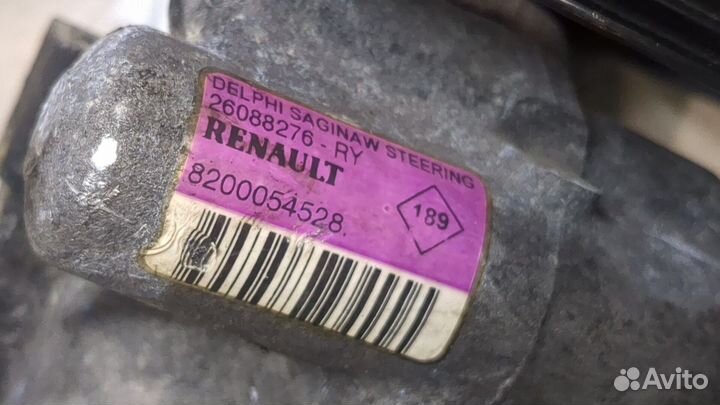 DELPHI SAGINAW STEERING
26088276-RY
RENAULT
8200054528.
189
Avito